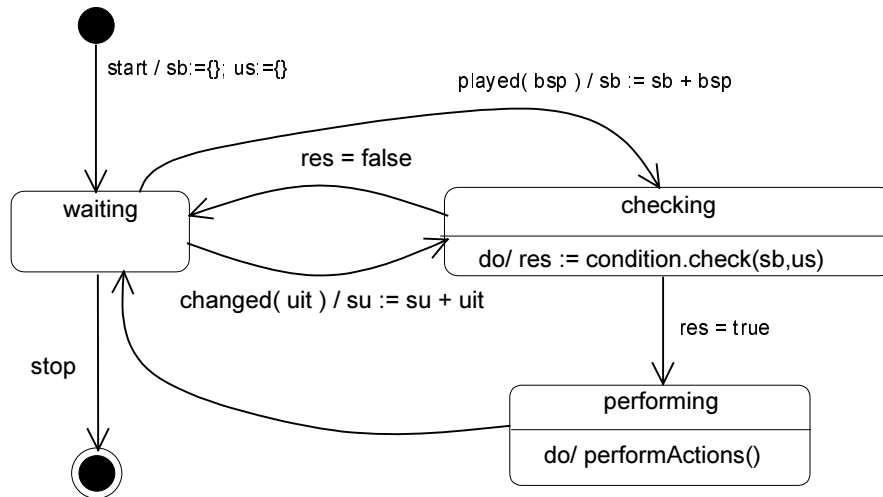 start / sb:={}; us:={}
played( bsp ) / sb := sb + bsp
res = false
waiting
checking
do/ res := condition.check(sb,us)
changed( uit ) / su := su + uit
res = true
stop
performing
do/ performActions()